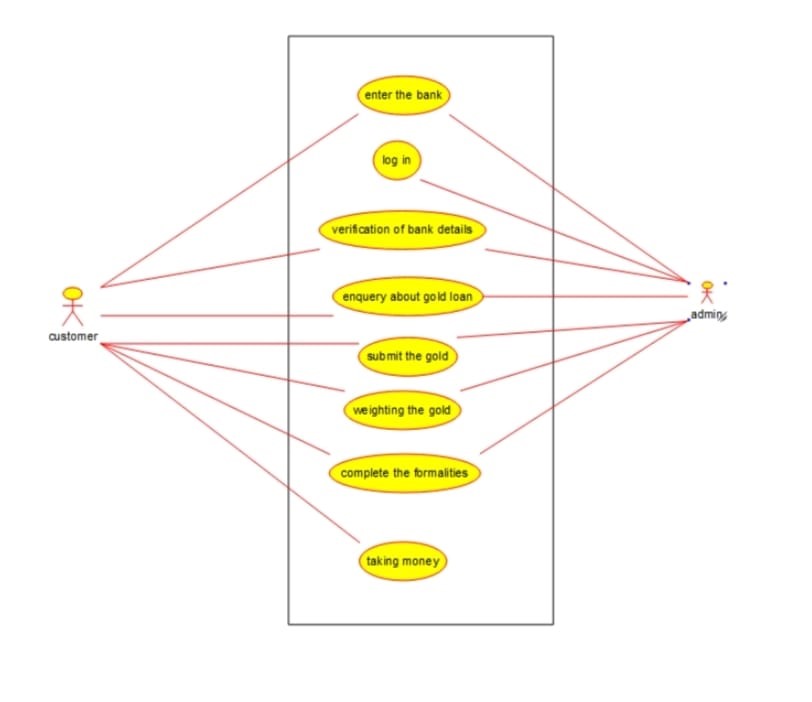 enter the bank
log in
verification of bank details
enquery about gold loan
customer
admin
submit the gold
weighting the gold
complete the formalities
taking money